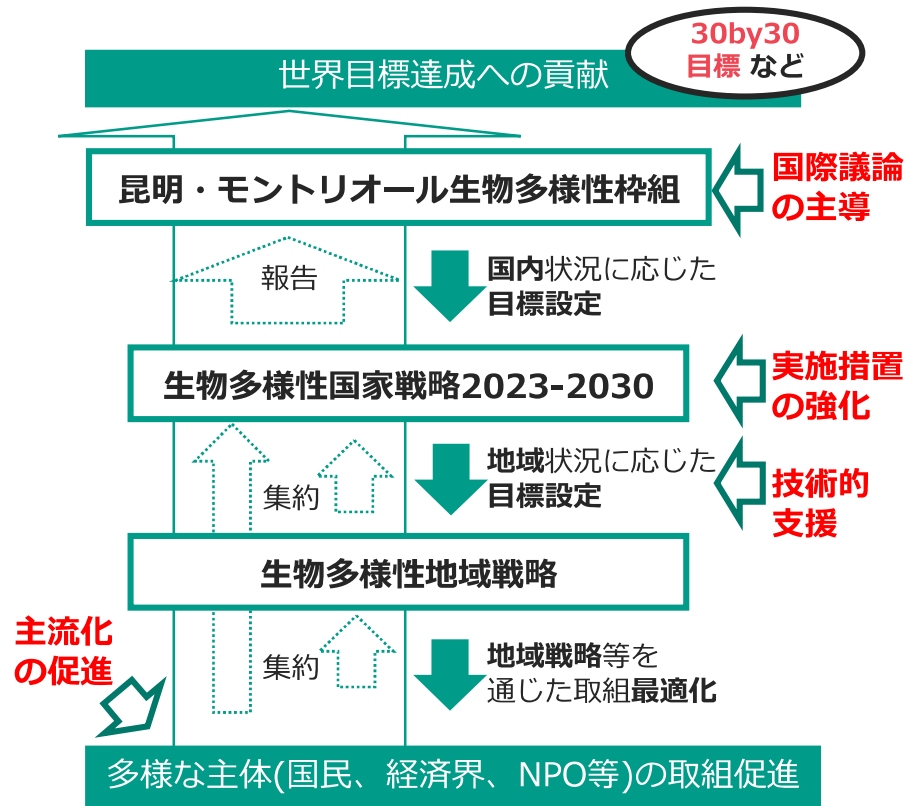 30by30
目標 など
世界目標達成への貢献
昆明・モントリオール生物多様性枠組
国際議論
の主導
報告
国内状況に応じた
目標設定
生物多様性国家戦略2023-2030
実施措置
の強化
集約
地域状況に応じた
目標設定
技術的
支援
生物多様性地域戦略
主流化
の促進
集約
地域戦略等を
通じた取組最適化
多様な主体(国民、経済界、NPO等)の取組促進